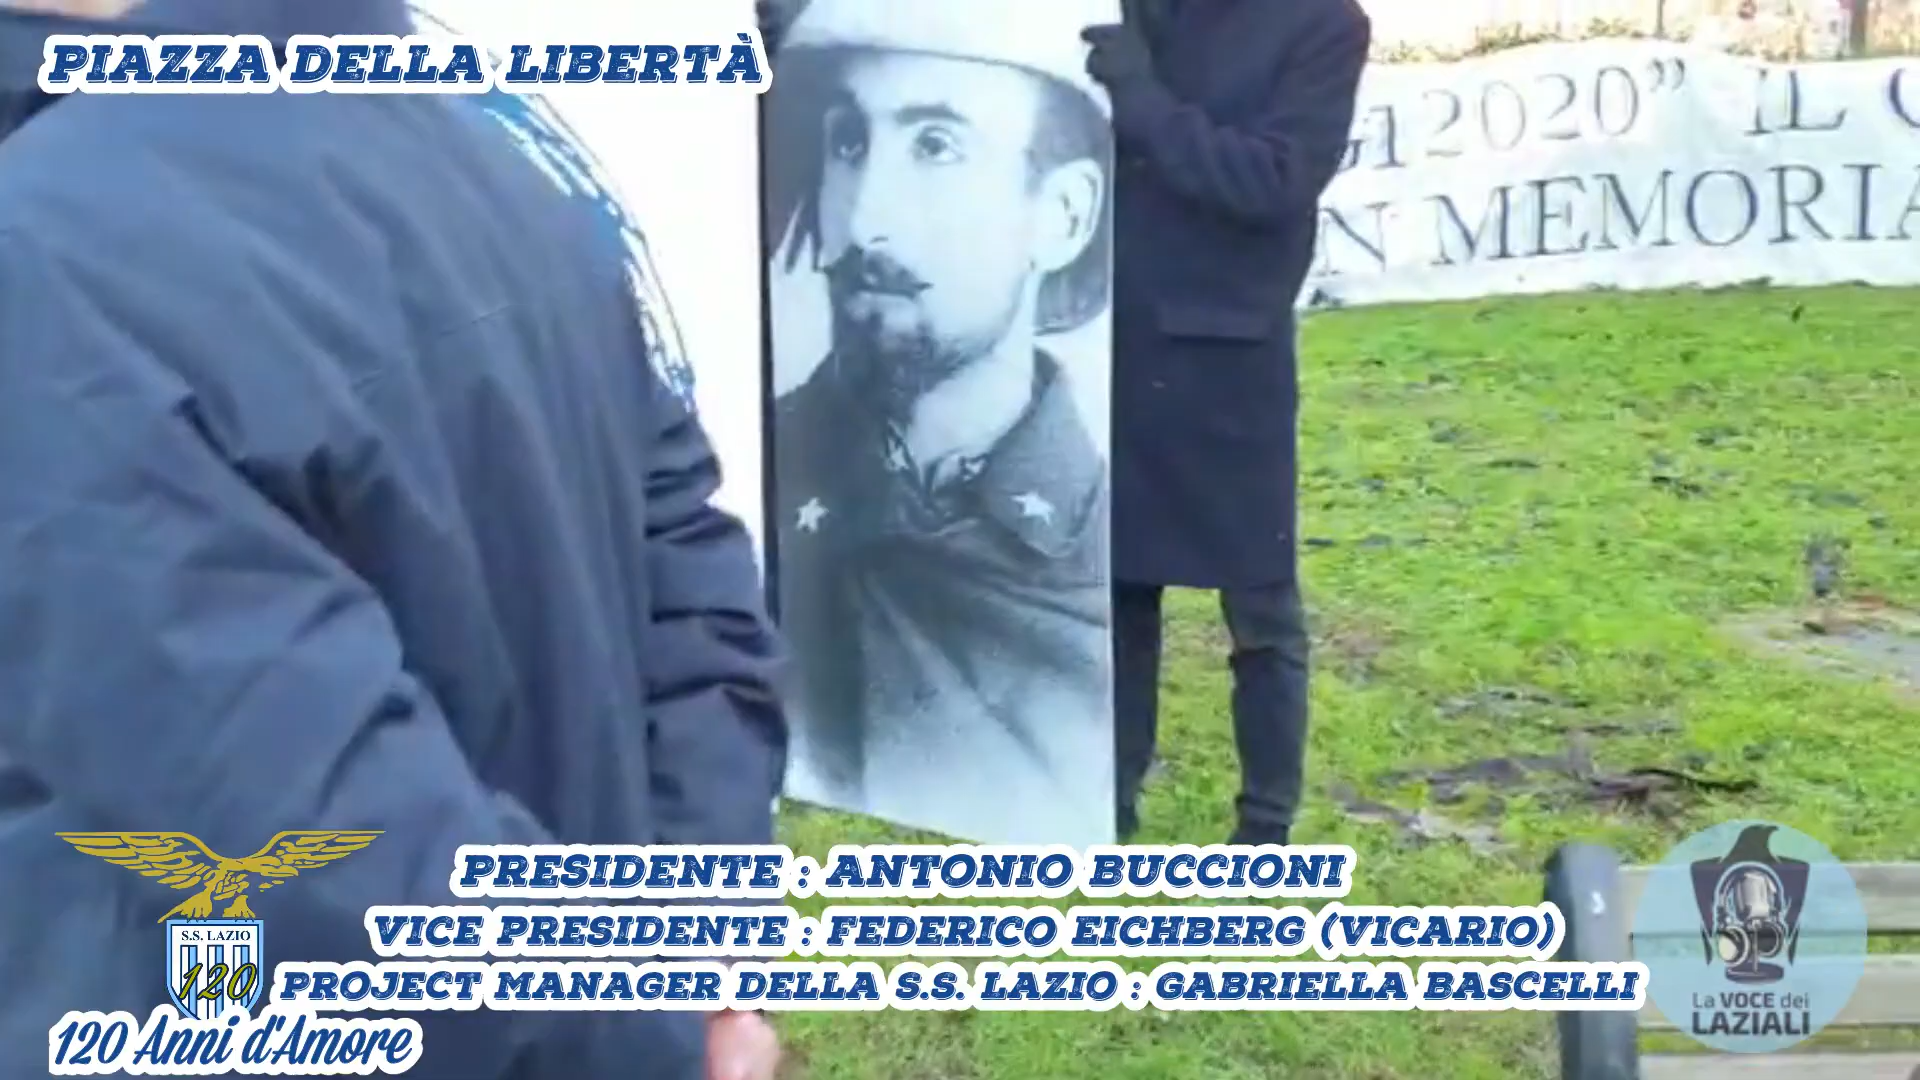 PIAZZA DELLA LIBERTÀ
2020” IL
MEMORIA
PRESIDENTE : ANTONIO BUCCIONI
VICE PRESIDENTE : FEDERICO EICHBERG (VICARIO)
PROJECT MANAGER DELLA S.S. LAZIO : GABRIELLA BASCELLI
S.S. LAZIO
120
120 Anni d'Amore
La VOCE dei
LAZIALI